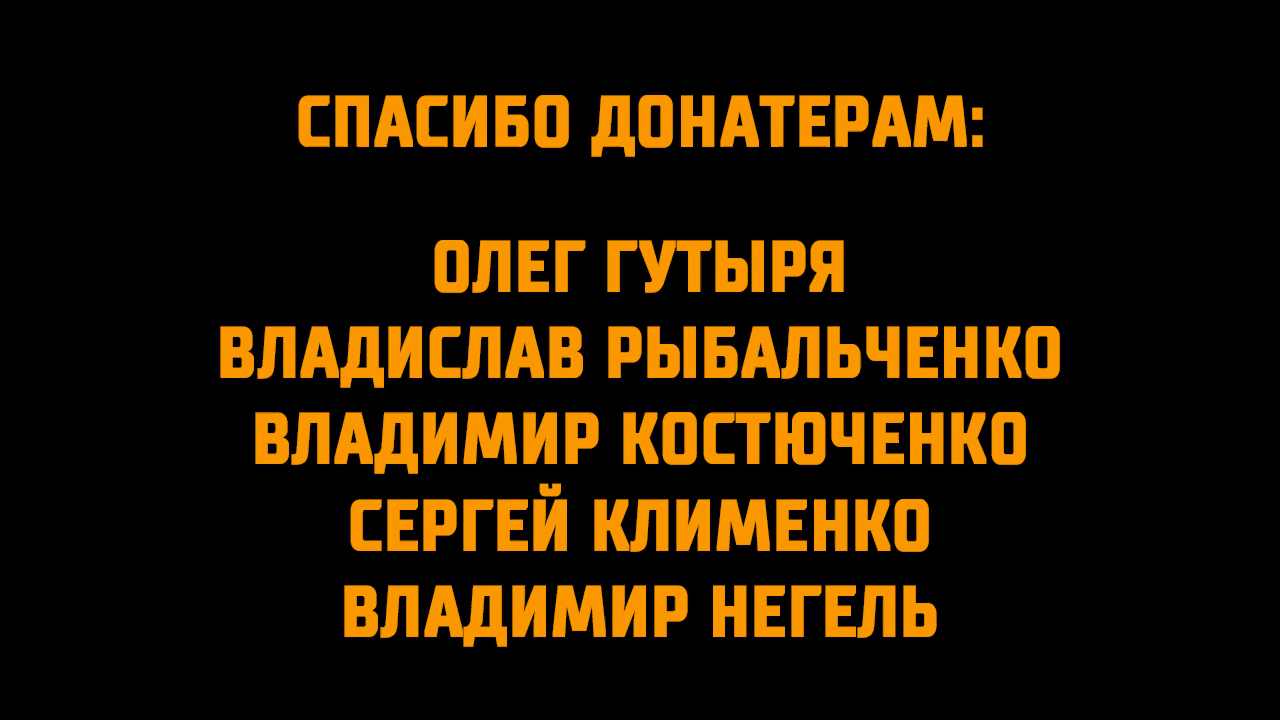 СПАСИБО ДОНАТЕРАМ:
ОЛЕГ ГУТЫРЯ
ВЛАДИСЛАВ РЫБАЛЬЧЕНКО
ВЛАДИМИР КОСТЮЧЕНКО
СЕРГЕЙ КЛИМЕНКО
ВЛАДИМИР НЕГЕЛЬ